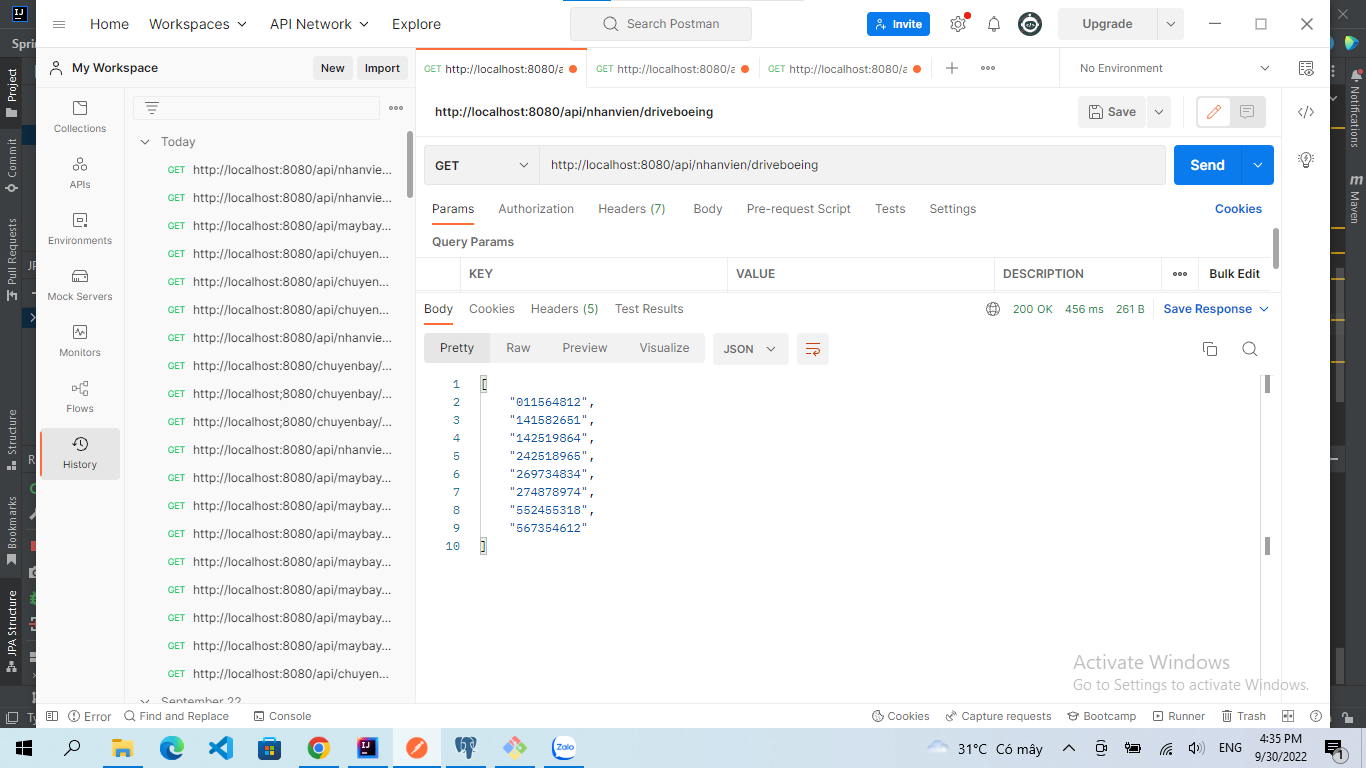 Home Workspaces API Network Explore Search Postman Invite Upgrade
Sprin
My Workspace New Import
GET http://localhost:8080/a GET http://localhost:8080/a GET http://localhost:8080/a No Environment
Project
Commit
Pull Request
Structure
Bookmarks
JPA Structure
Notifications
m Maven
Collections
APIs
Environments
Mock Servers
Monitors
Flows
History
Today
GET http://localhost:8080/api/nhanvie...
GET http://localhost:8080/api/nhanvie...
GET http://localhost:8080/api/maybay...
GET http://localhost:8080/api/chuyen...
GET http://localhost:8080/api/chuyen...
GET http://localhost:8080/api/chuyen...
GET http://localhost:8080/api/nhanvie...
GET http://localhost:8080/chuyenbay/...
GET http://localhost:8080/chuyenbay/...
GET http://localhost:8080/chuyenbay/...
GET http://localhost:8080/api/nhanvie...
GET http://localhost:8080/api/maybay...
GET http://localhost:8080/api/maybay...
GET http://localhost:8080/api/maybay...
GET http://localhost:8080/api/maybay...
GET http://localhost:8080/api/maybay...
GET http://localhost:8080/api/maybay...
GET http://localhost:8080/api/maybay...
GET http://localhost:8080/api/chuyen...
September 22
http://localhost:8080/api/nhanvien/driveboeing Save
GET http://localhost:8080/api/nhanvien/driveboeing Send
Params Authorization Headers (7) Body Pre-request Script Tests Settings Cookies
Query Params
KEY VALUE DESCRIPTION Bulk Edit
Body Cookies Headers (5) Test Results 200 OK 456 ms 261 B Save Response
Pretty Raw Preview Visualize JSON
1 [
2 "011564812",
3 "141582651",
4 "142519864",
5 "242518965",
6 "269734834",
7 "274878974",
8 "552455318",
9 "567354612"
10 ]
Activate Windows
Go to Settings to activate Windows.
Error Find and Replace Console Cookies Capture requests Bootcamp Runner Trash
Zalo 31°C Có mây ENG 4:35 PM
9/30/2022
1